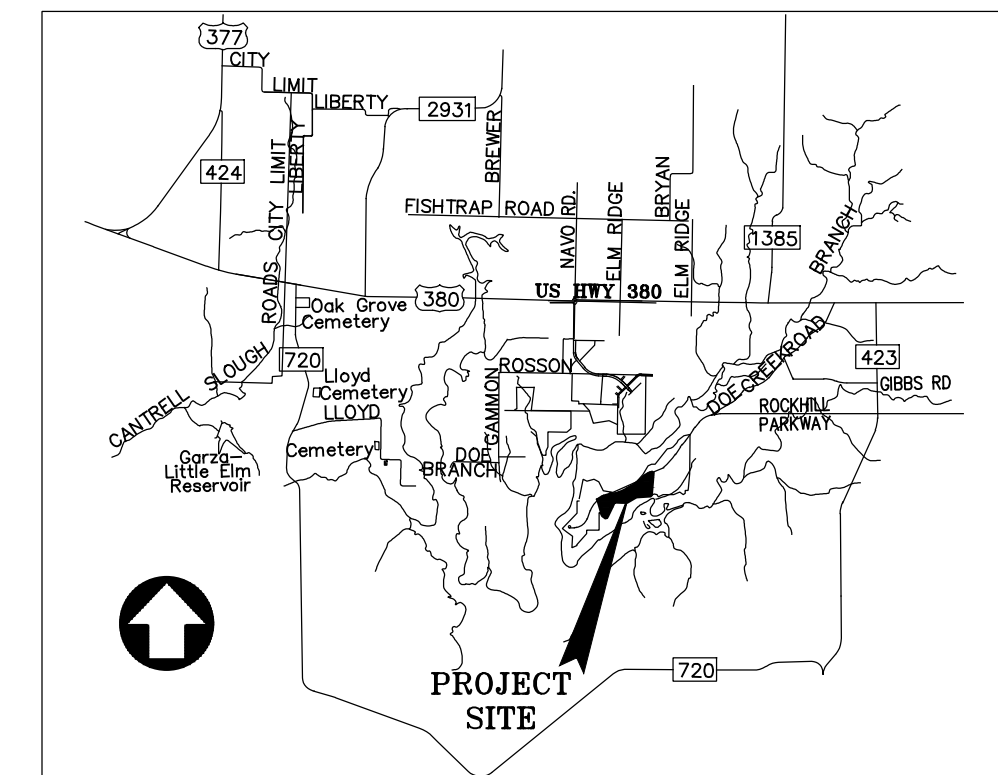 377
CITY
LIMIT
LIBERTY
2931
BREWER
LIBERTY
CITY LIMIT
ROADS
424
FISHTRAP ROAD
NAVO RD.
ELM RIDGE
BRYAN
ELM RIDGE
1385
BRANCH
380
US HWY 380
Oak Grove
Cemetery
720
SLOUGH
CANTRELL
Lloyd
Cemetery
LLOYD
Cemetery
Garza-
Little Elm
Reservoir
ROSSON
GAMMON
DOE
BRANCH
DOE CREEK ROAD
423
GIBBS RD
ROCKHILL
PARKWAY
720
PROJECT
SITE